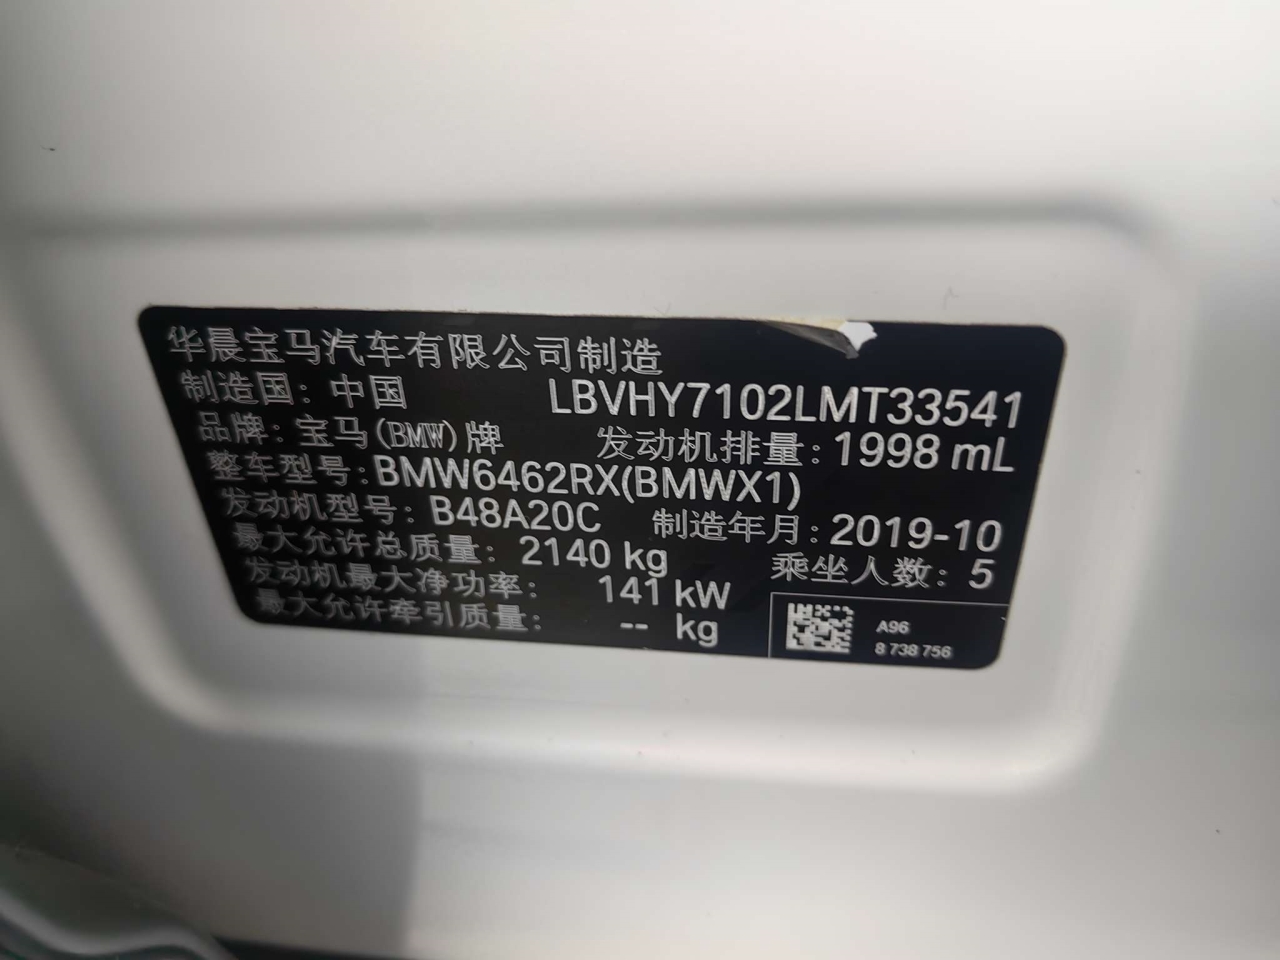 华晨宝马汽车有限公司制造
制造国: 中国 LBVHY7102LMT33541
品牌: 宝马(BMW)牌 发动机排量: 1998 mL
整车型号: BMW6462RX(BMWX1)
发动机型号: B48A20C 制造年月: 2019-10
最大允许总质量: 2140 kg 乘坐人数: 5
发动机最大净功率: 141 kW
最大允许牵引质量: -- kg
A96
8 738 756